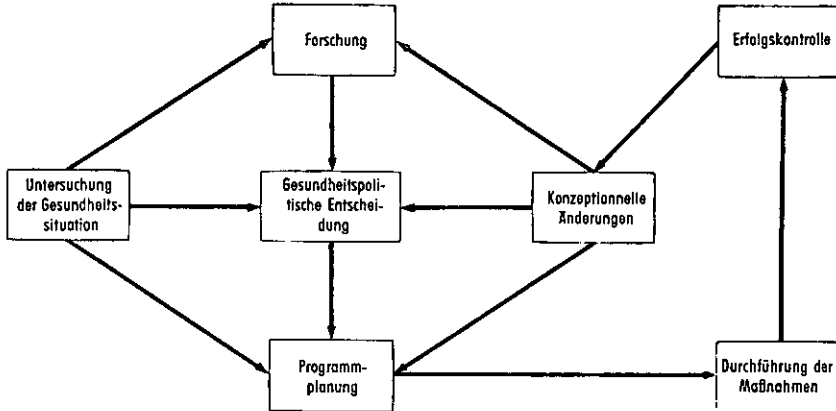 Forschung
Erfolgskontrolle
Untersuchung
der Gesundheits-
situation
Gesundheitspoli-
tische Entschei-
dung
Konzeptionnelle
Änderungen
Programm-
planung
Durchführung der
Maßnahmen